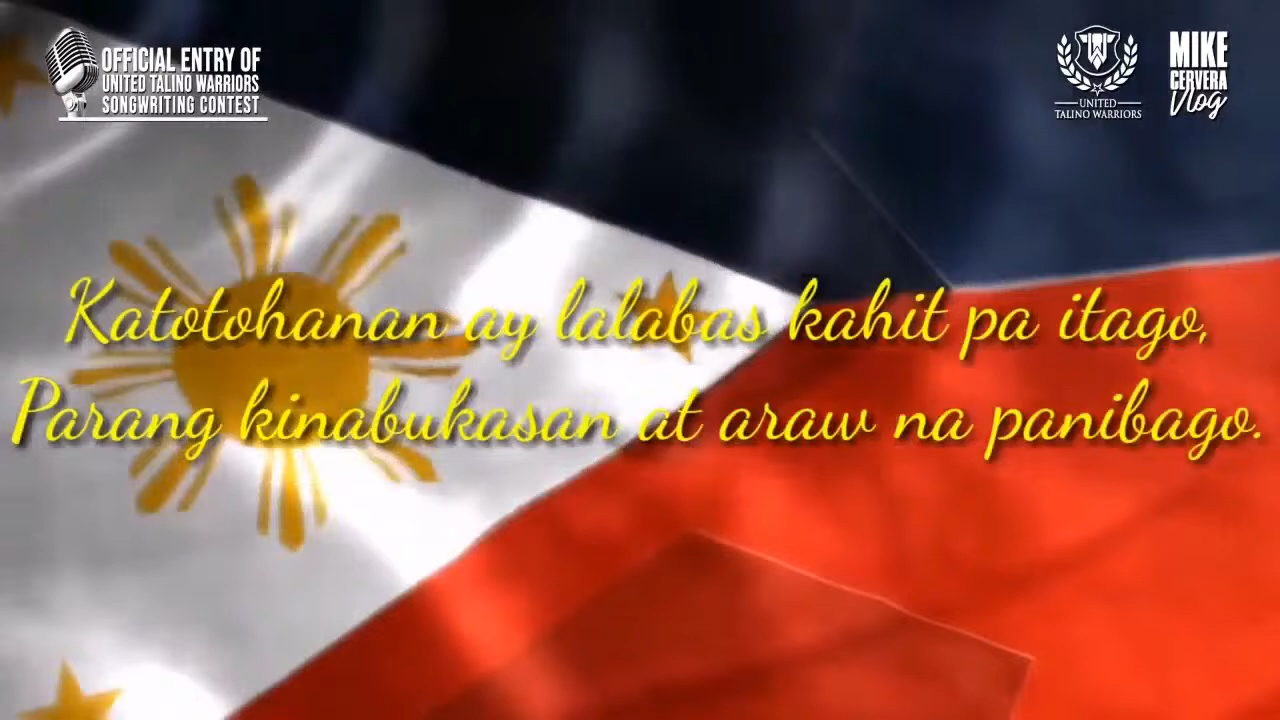 OFFICIAL ENTRY OF
UNITED TALINO WARRIORS
SONGWRITING CONTEST
UNITED
TALINO WARRIORS
MIKE
CERVERA
Vlog
Katotohanan ay lalabas kahit pa itago,
Parang kinabukasan at araw na panibago.